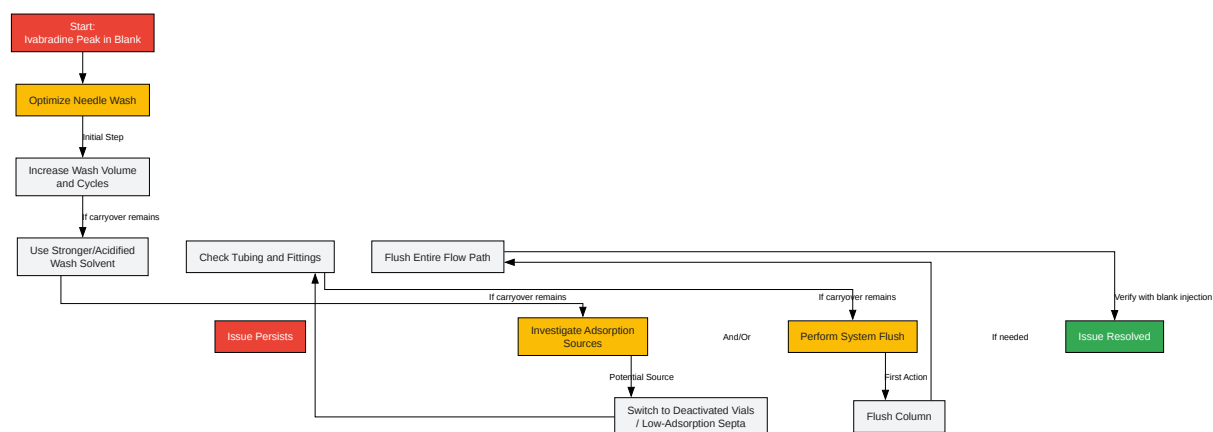 Start:
Ivabradine Peak in Blank
Optimize Needle Wash
Initial Step
Increase Wash Volume
and Cycles
If carryover remains
Use Stronger/Acidified
Wash Solvent
Check Tubing and Fittings
Flush Entire Flow Path
If carryover remains
If carryover remains
Verify with blank injection
Issue Persists
Investigate Adsorption
Sources
And/Or
Perform System Flush
If needed
Issue Resolved
Potential Source
First Action
Switch to Deactivated Vials
/ Low-Adsorption Septa
Flush Column